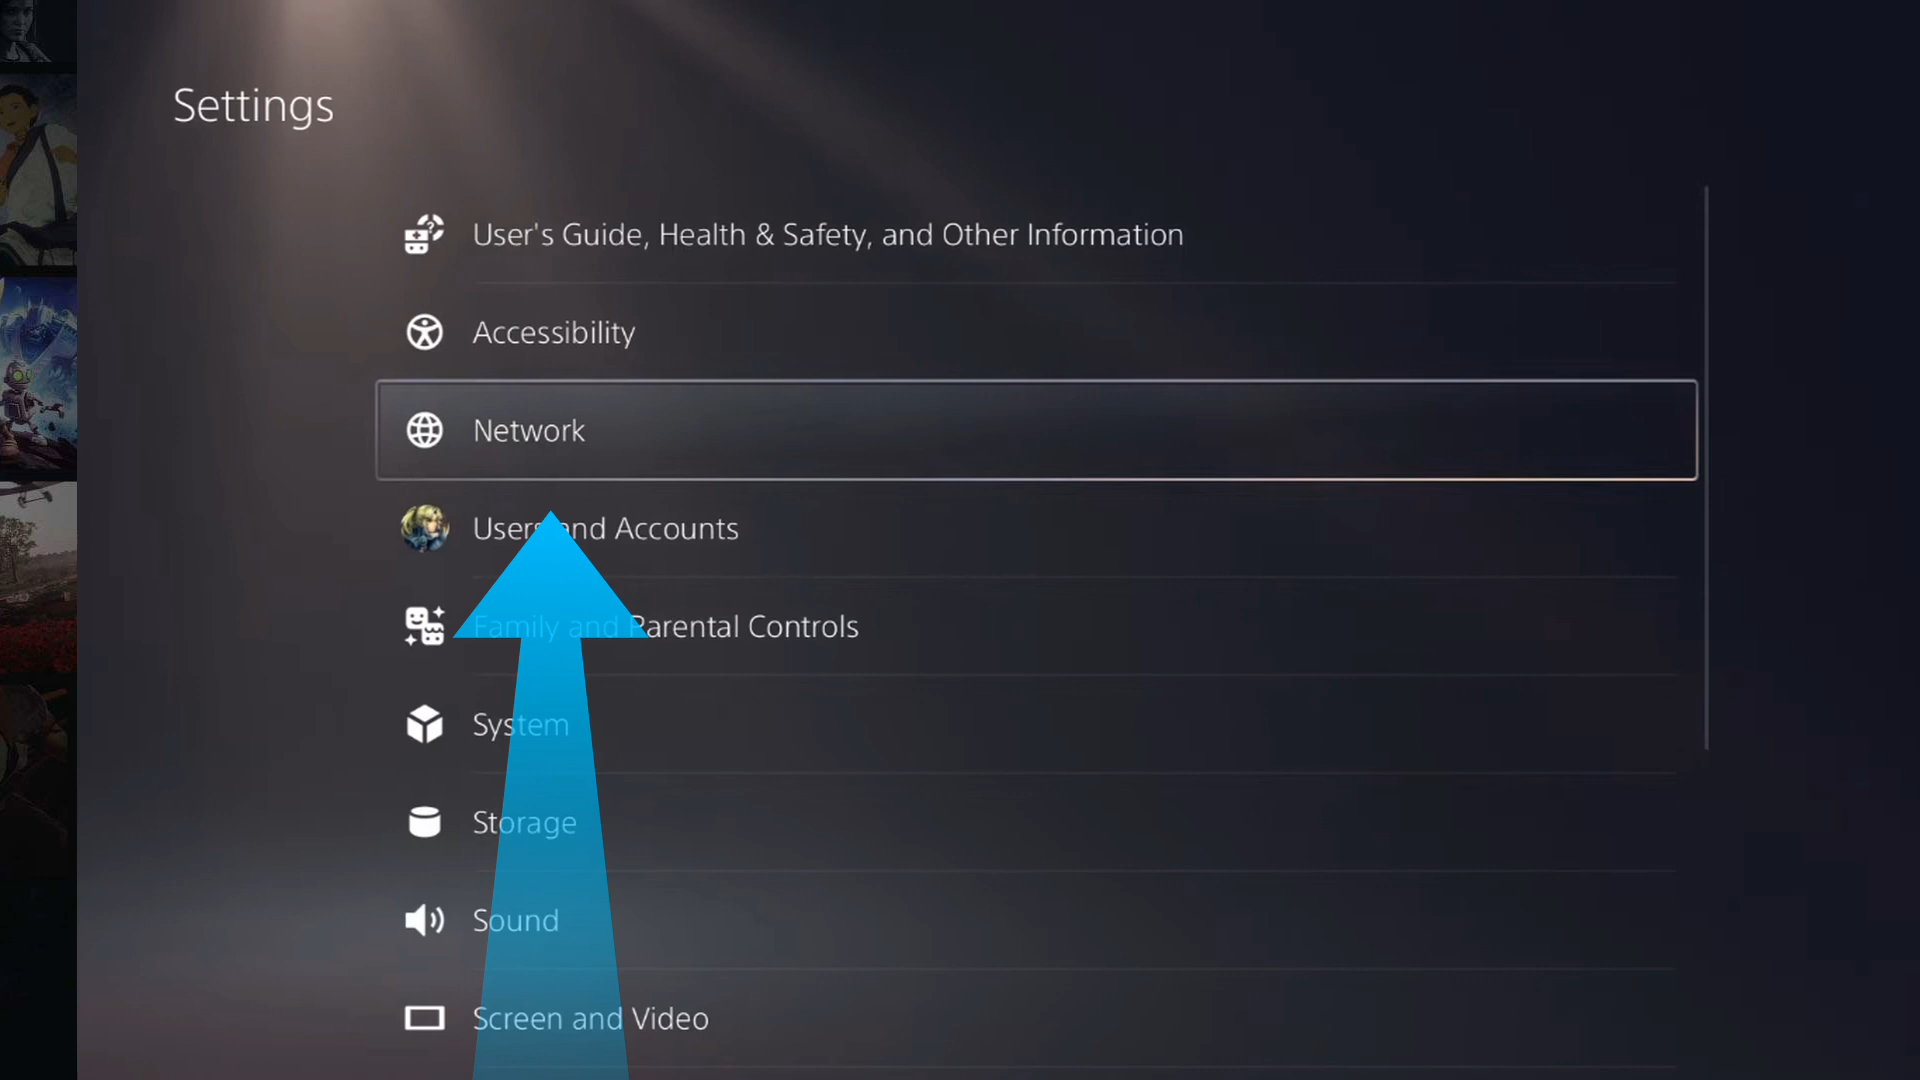 Settings
User's Guide, Health & Safety, and Other Information
Accessibility
Network
Users and Accounts
Family and Parental Controls
System
Storage
Sound
Screen and Video